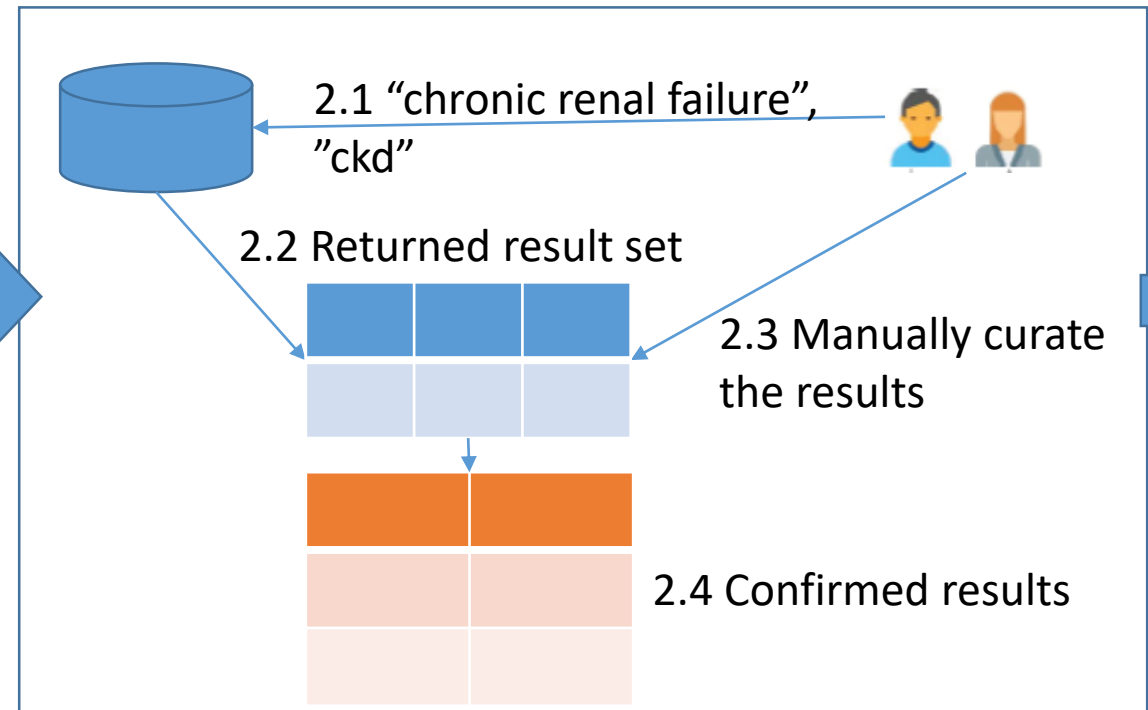 2.1 “chronic renal failure”,
”ckd”
2.2 Returned result set
2.3 Manually curate
the results
2.4 Confirmed results